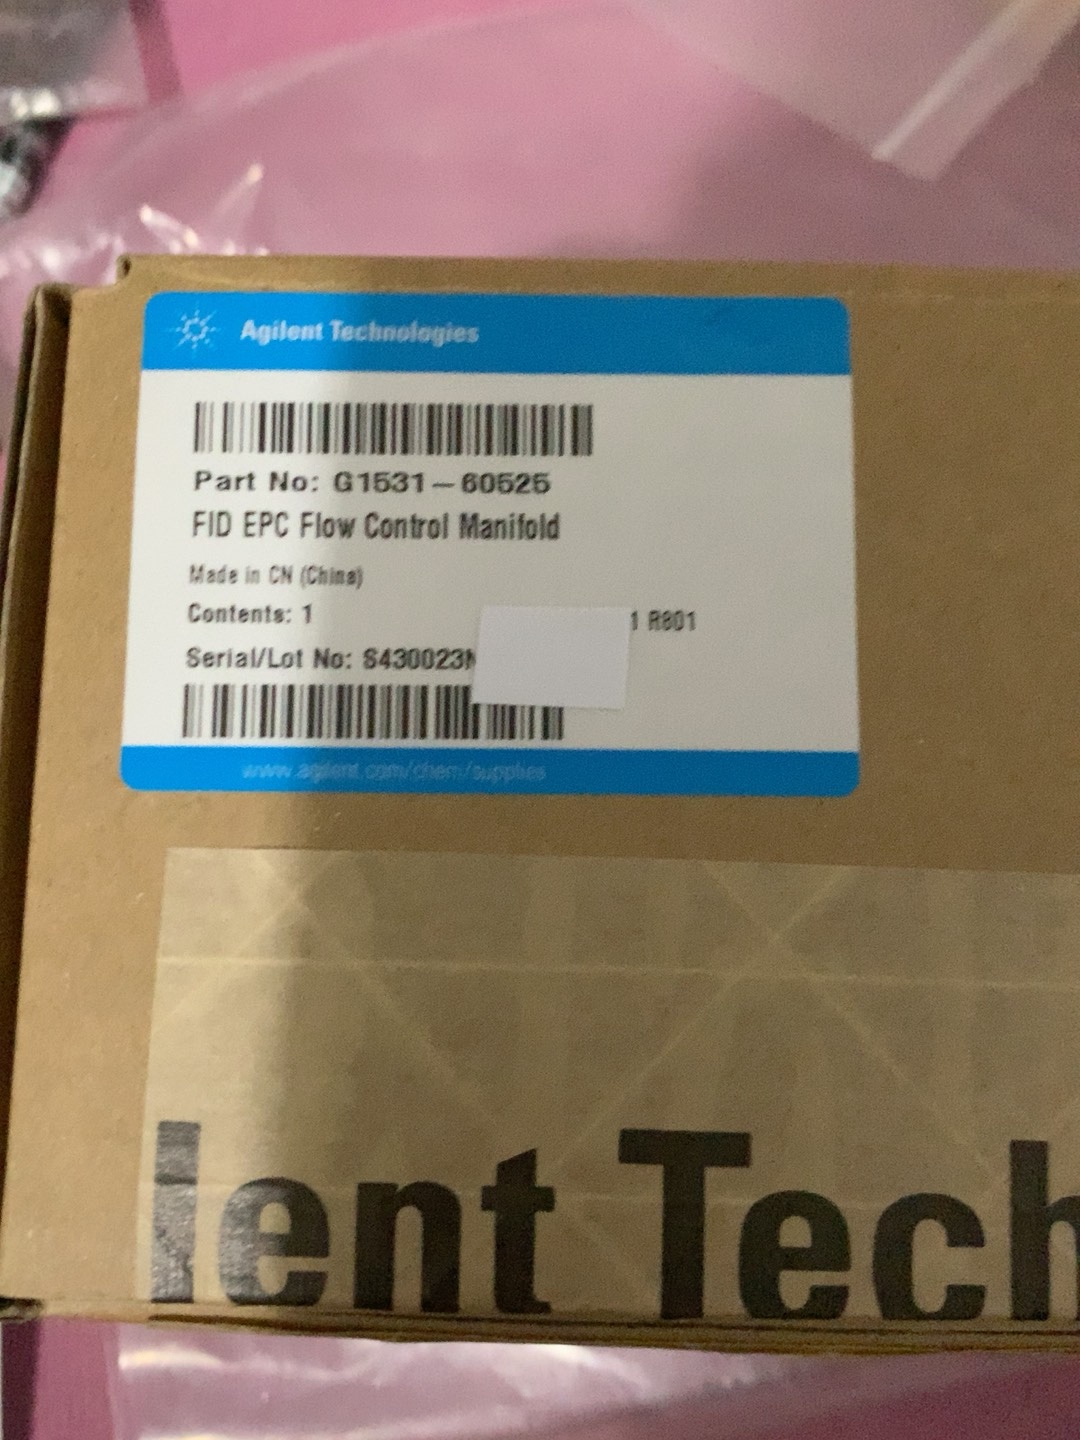 Agilent Technologies
Part No: G1531-60525
FID EPC Flow Control Manifold
Made in CN (China)
Contents: 1
1 R801
Serial/Lot No: S430023
www.agilent.com/chem/supplies
lent Tech